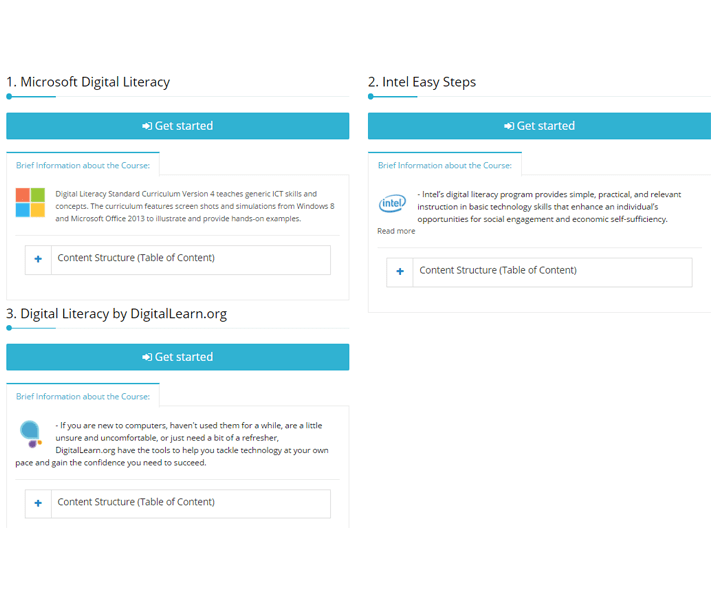 1. Microsoft Digital Literacy
Get started
Brief Information about the Course:
Digital Literacy Standard Curriculum Version 4 teaches generic ICT skills and
concepts. The curriculum features screen shots and simulations from Windows 8
and Microsoft Office 2013 to illustrate and provide hands-on examples.
+ Content Structure (Table of Content)
2. Intel Easy Steps
Get started
Brief Information about the Course:
intel
- Intel's digital literacy program provides simple, practical, and relevant
instruction in basic technology skills that enhance an individual's
opportunities for social engagement and economic self-sufficiency.
Read more
+ Content Structure (Table of Content)
3. Digital Literacy by DigitalLearn.org
Get started
Brief Information about the Course:
- If you are new to computers, haven't used them for a while, are a little
unsure and uncomfortable, or just need a bit of a refresher,
DigitalLearn.org have the tools to help you tackle technology at your own
pace and gain the confidence you need to succeed.
+ Content Structure (Table of Content)